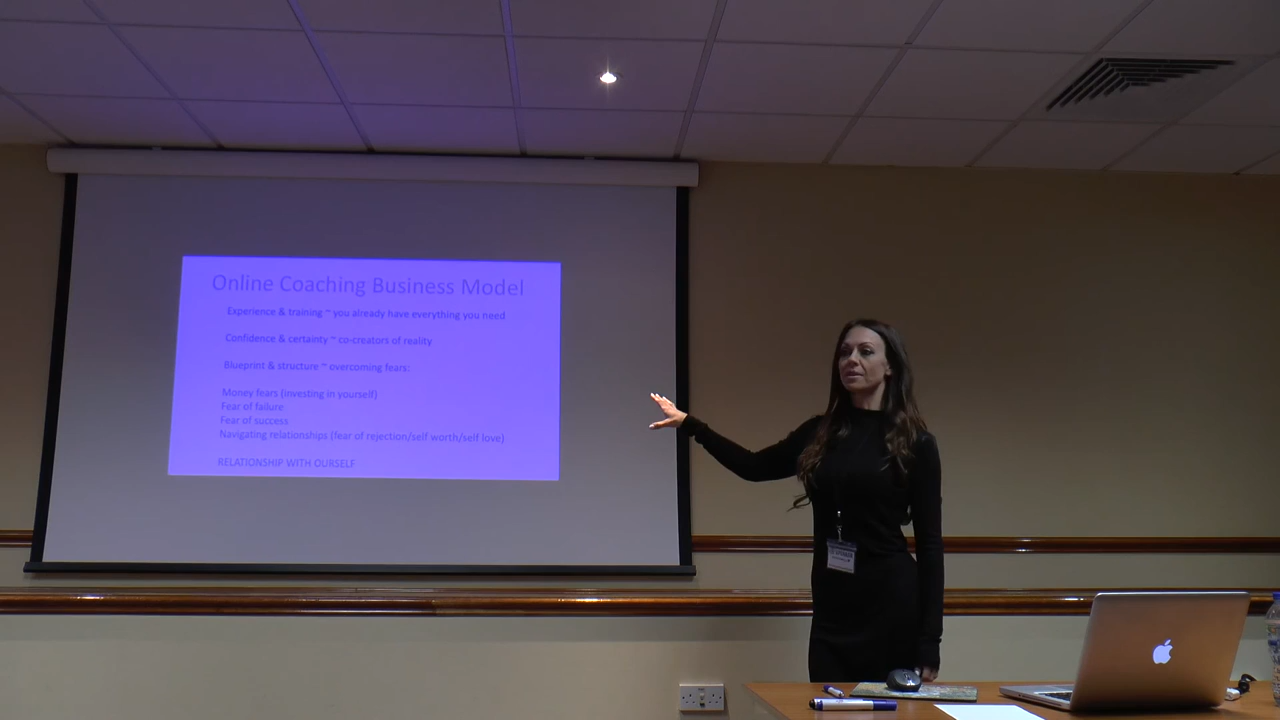 Online Coaching Business Model
Experience & training ~ you already have everything you need
Confidence & certainty ~ co-creators of reality
Blueprint & structure ~ overcoming fears:
Money fears (investing in yourself)
Fear of failure
Fear of success
Navigating relationships (fear of rejection/self worth/self love)
RELATIONSHIP WITH OURSELF